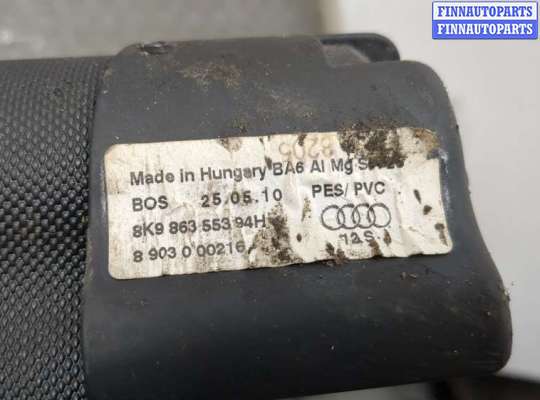 FINNAUTOPARTS
FINNAUTOPARTS
Made in Hungary BA6 Al Mg
BOS 25.05.10 PES/ PVC
8K9 863 553 94H
8 903 0 00216